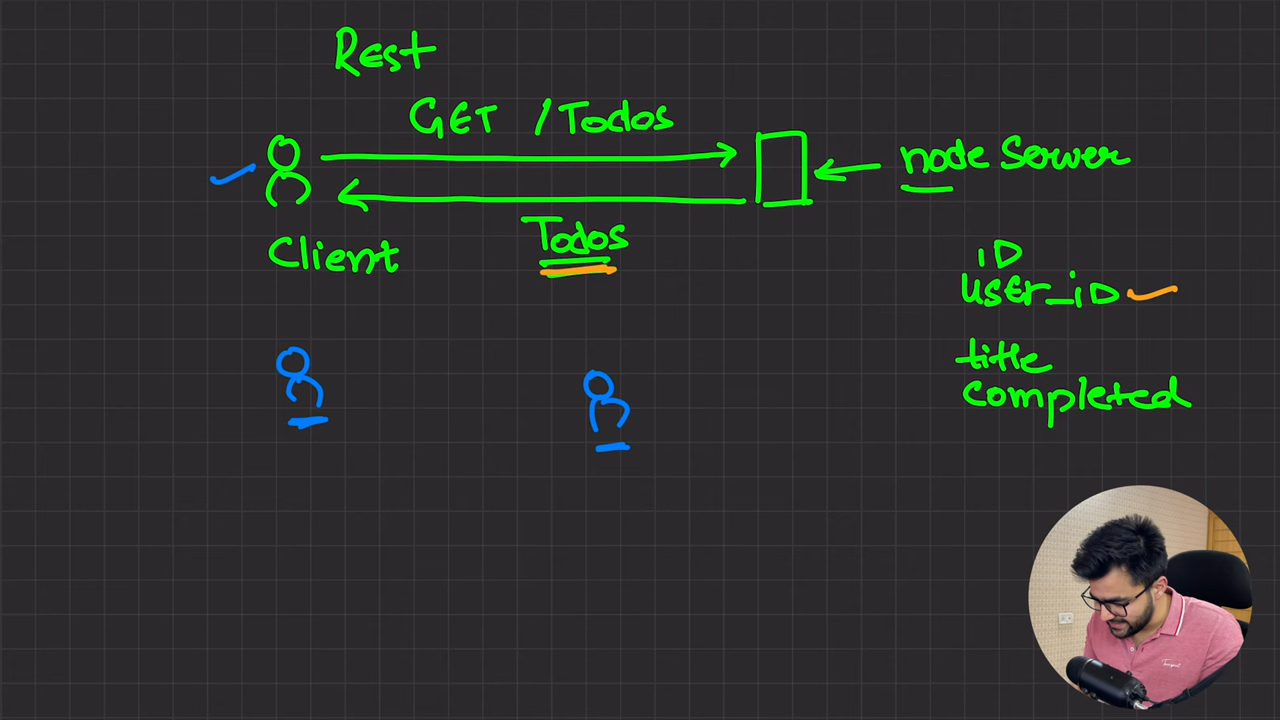 Rest
GET /Todos
node server
Todos
Client
iD
user_iD
title
completed